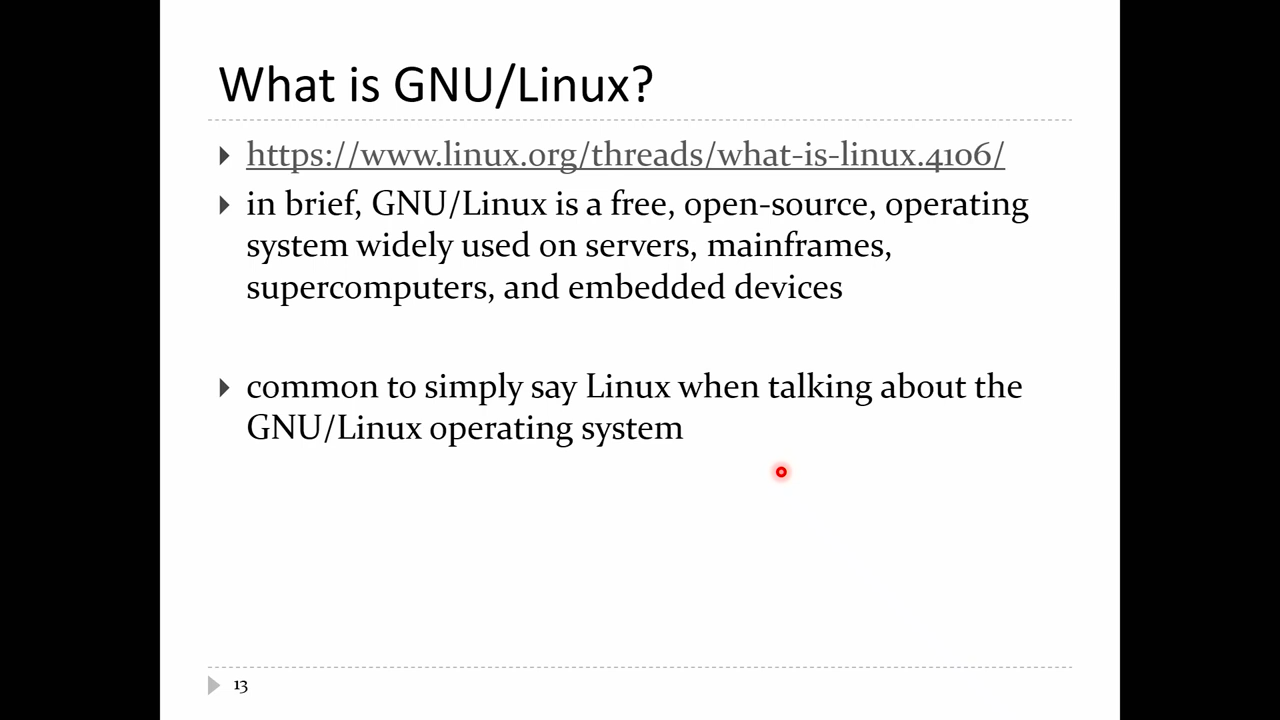 What is GNU/Linux?
https://www.linux.org/threads/what-is-linux.4106/
in brief, GNU/Linux is a free, open-source, operating
system widely used on servers, mainframes,
supercomputers, and embedded devices
common to simply say Linux when talking about the
GNU/Linux operating system
13